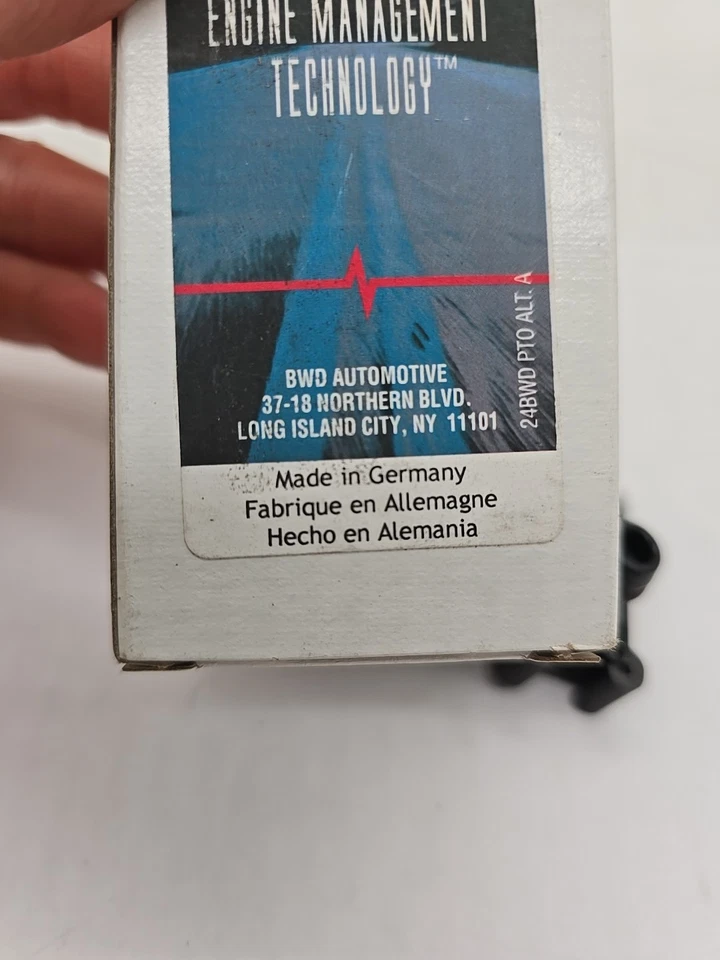 ENGINE MANAGEMENT
TECHNOLOGY™
BWD AUTOMOTIVE
37-18 NORTHERN BLVD.
LONG ISLAND CITY, NY 11101
24BWD PTO ALT. A
Made in Germany
Fabrique en Allemagne
Hecho en Alemania